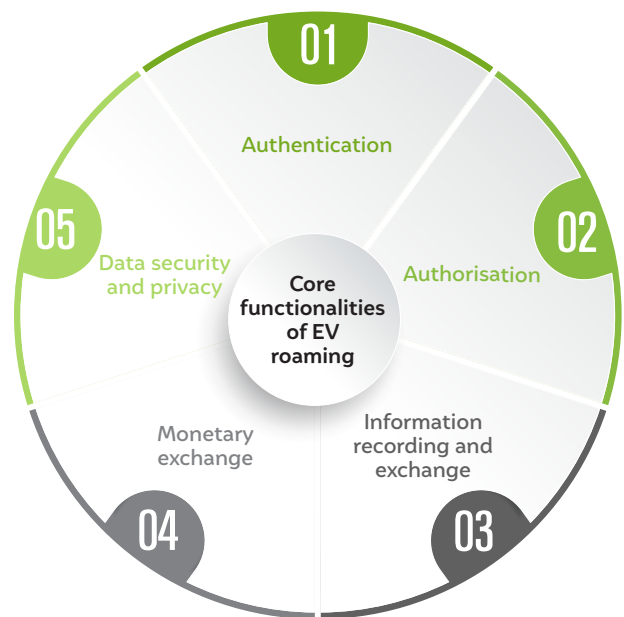 01
Authentication
02
Authorisation
03
Information
recording and
exchange
04
Monetary
exchange
05
Data security
and privacy
Core
functionalities
of EV
roaming